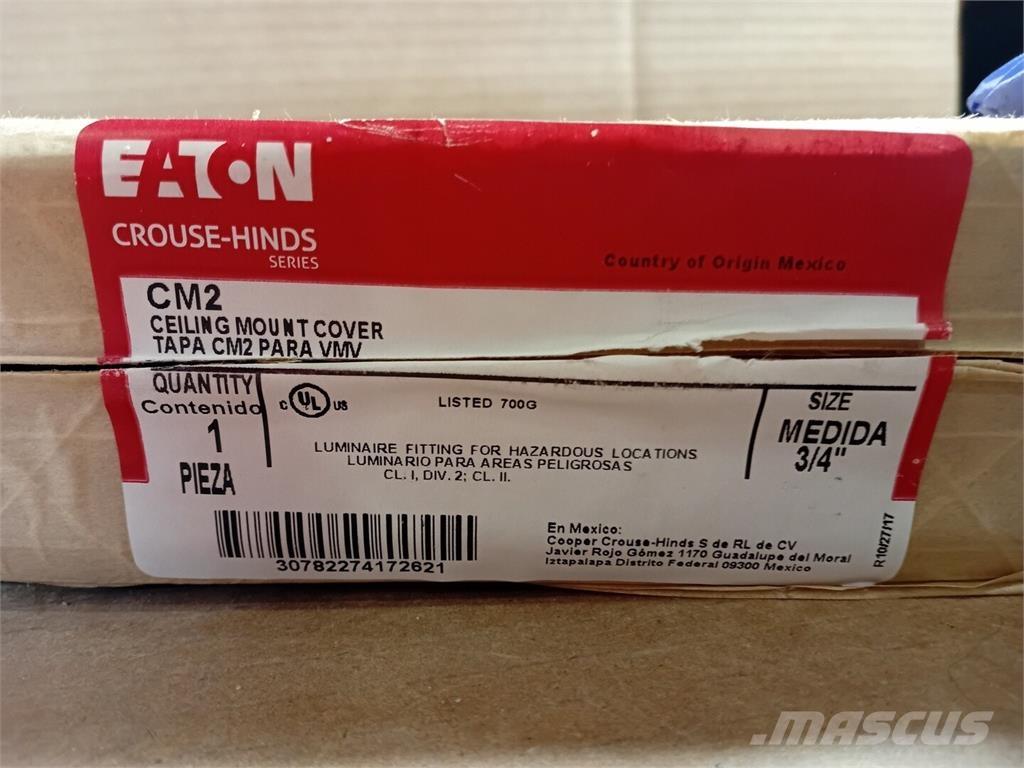 EATON
CROUSE-HINDS
SERIES
Country of Origin Mexico
CM2
CEILING MOUNT COVER
TAPA CM2 PARA VMV
QUANTITY
Contenido
1
PIEZA
C UL US
LISTED 700G
LUMINAIRE FITTING FOR HAZARDOUS LOCATIONS
LUMINARIO PARA AREAS PELIGROSAS
CL. I, DIV. 2; CL. II.
SIZE
MEDIDA
3/4"
30782274172621
En Mexico:
Cooper Crouse-Hinds S de RL de CV
Javier Rojo Gómez 1170 Guadalupe del Moral
Iztapalapa Distrito Federal 09300 Mexico
R10/27/17
MASCUS